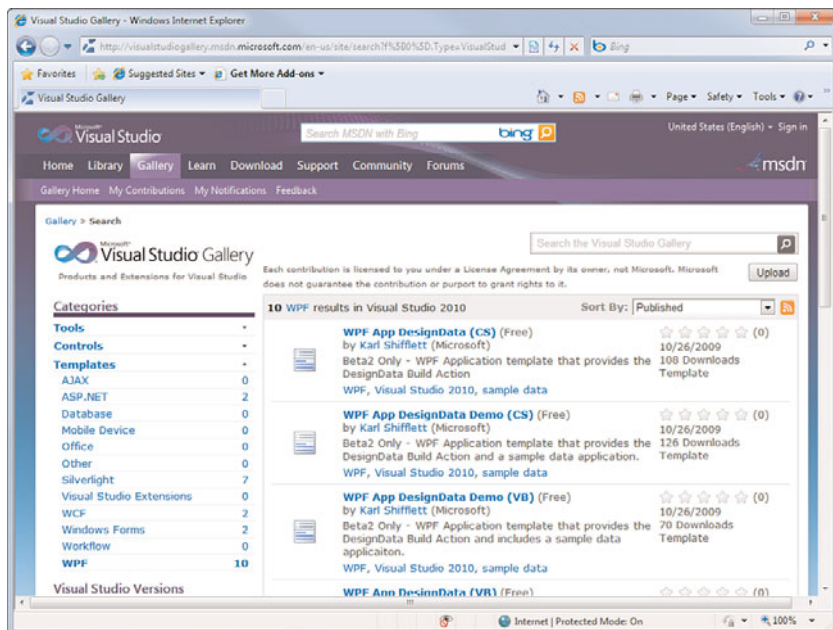 Visual Studio Gallery - Windows Internet Explorer
http://visualstudiogallery.msdn.microsoft.com/en-us/site/search?f%5B0%5D.Type=VisualStud
Bing
Favorites Suggested Sites Get More Add-ons
Visual Studio Gallery
Page Safety Tools
Microsoft Visual Studio
Search MSDN with Bing bing
United States (English) Sign in
Home Library Gallery Learn Download Support Community Forums
msdn
Gallery Home My Contributions My Notifications Feedback
Gallery > Search
Microsoft Visual Studio Gallery
Products and Extensions for Visual Studio
Search the Visual Studio Gallery
Each contribution is licensed to you under a License Agreement by its owner, not Microsoft. Microsoft
does not guarantee the contribution or purport to grant rights to it.
Upload
Categories
Tools
Controls
Templates
AJAX 0
ASP.NET 2
Database 0
Mobile Device 0
Office 0
Other 0
Silverlight 7
Visual Studio Extensions 0
WCF 2
Windows Forms 2
Workflow 0
WPF 10
Visual Studio Versions
10 WPF results in Visual Studio 2010
Sort By: Published
WPF App DesignData (CS) (Free)
by Karl Shifflett (Microsoft)
Beta2 Only - WPF Application template that provides the
DesignData Build Action
WPF, Visual Studio 2010, sample data
(0)
10/26/2009
108 Downloads
Template
WPF App DesignData Demo (CS) (Free)
by Karl Shifflett (Microsoft)
Beta2 Only - WPF Application template that provides the
DesignData Build Action and a sample data application.
WPF, Visual Studio 2010, sample data
(0)
10/26/2009
126 Downloads
Template
WPF App DesignData Demo (VB) (Free)
by Karl Shifflett (Microsoft)
Beta2 Only - WPF Application template that provides the
DesignData Build Action and includes a sample data
applicaiton.
WPF, Visual Studio 2010, sample data
(0)
10/26/2009
70 Downloads
Template
WPF App DesignData (VB) (Free)
(0)
Internet | Protected Mode: On
100%